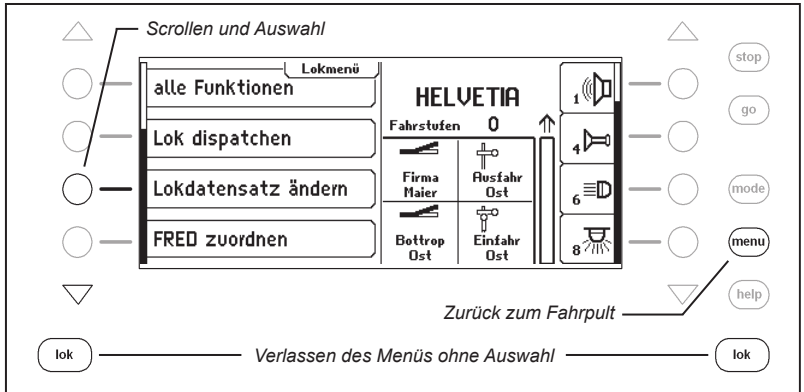 Scrollen und Auswahl
Lokmenü
alle Funktionen
Lok dispatchen
Lokdatensatz ändern
FRED zuordnen
HELVETIA
Fahrstufen 0
Firma
Maier
Ausfahr
Ost
Bottrop
Ost
Einfahr
Ost
1
4
6
8
stop
go
mode
menu
help
Zurück zum Fahrpult
lok
Verlassen des Menüs ohne Auswahl
lok